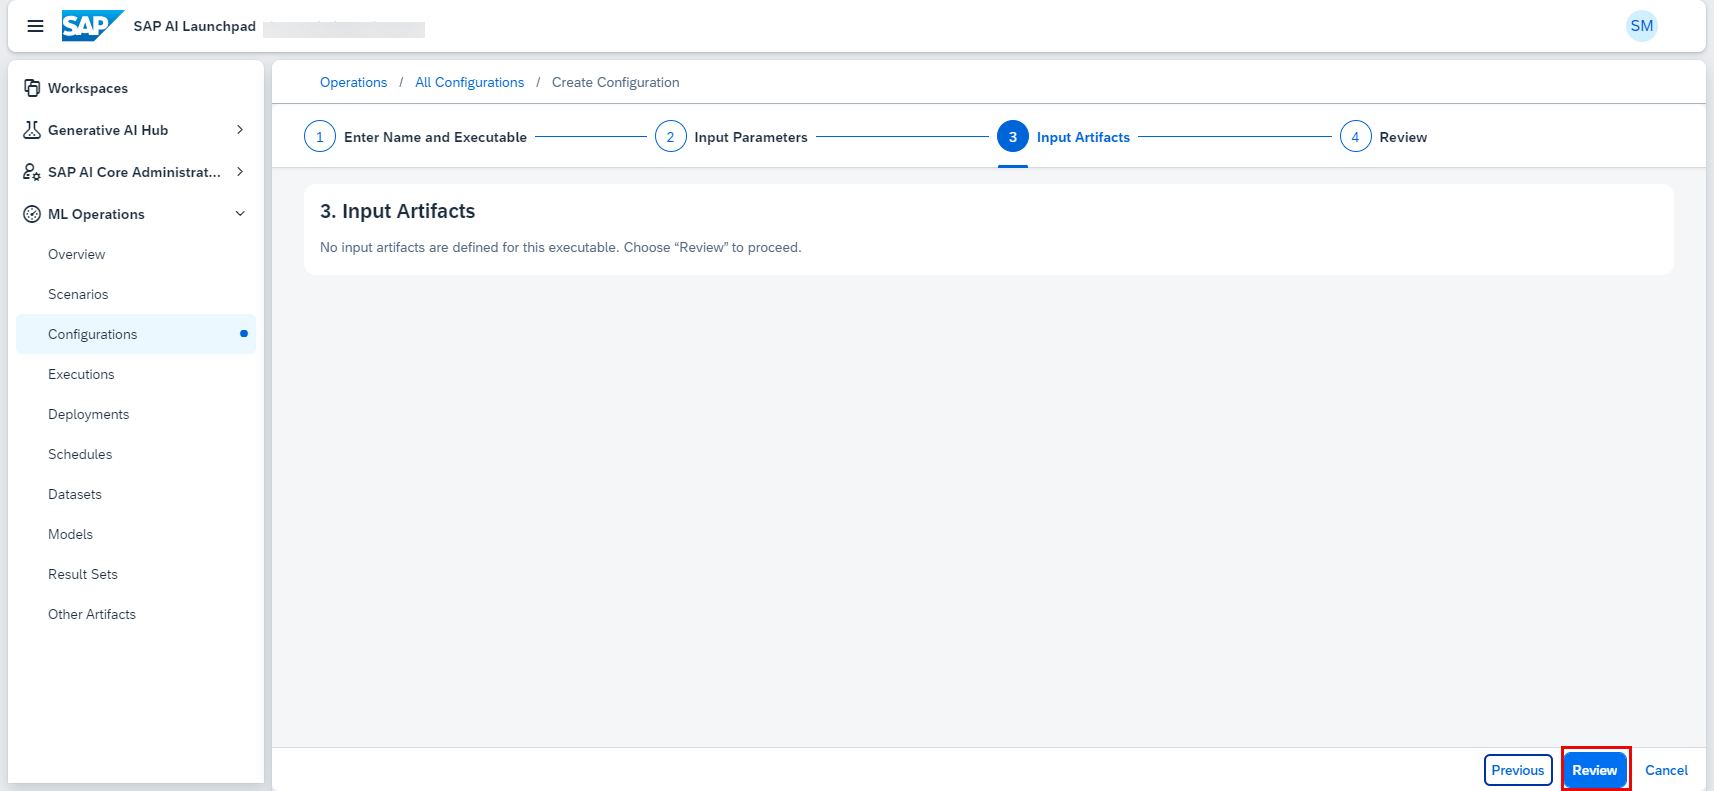 SAP SAP AI Launchpad
SM
Workspaces
Generative AI Hub
SAP AI Core Administrat...
ML Operations
Overview
Scenarios
Configurations
Executions
Deployments
Schedules
Datasets
Models
Result Sets
Other Artifacts
Operations / All Configurations / Create Configuration
1 Enter Name and Executable 2 Input Parameters 3 Input Artifacts 4 Review
3. Input Artifacts
No input artifacts are defined for this executable. Choose “Review” to proceed.
Previous Review Cancel